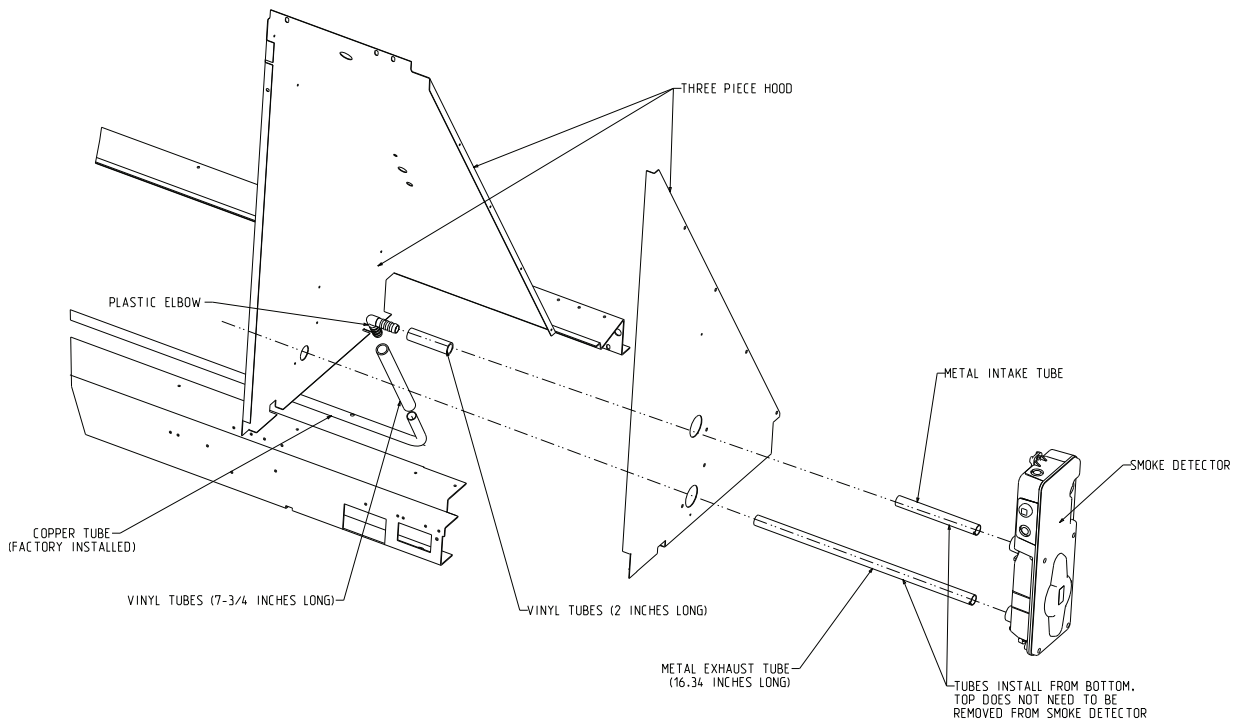 THREE PIECE HOOD
PLASTIC ELBOW
METAL INTAKE TUBE
SMOKE DETECTOR
COPPER TUBE
(FACTORY INSTALLED)
VINYL TUBES (7-3/4 INCHES LONG)
VINYL TUBES (2 INCHES LONG)
METAL EXHAUST TUBE
(16.34 INCHES LONG)
TUBES INSTALL FROM BOTTOM.
TOP DOES NOT NEED TO BE
REMOVED FROM SMOKE DETECTOR